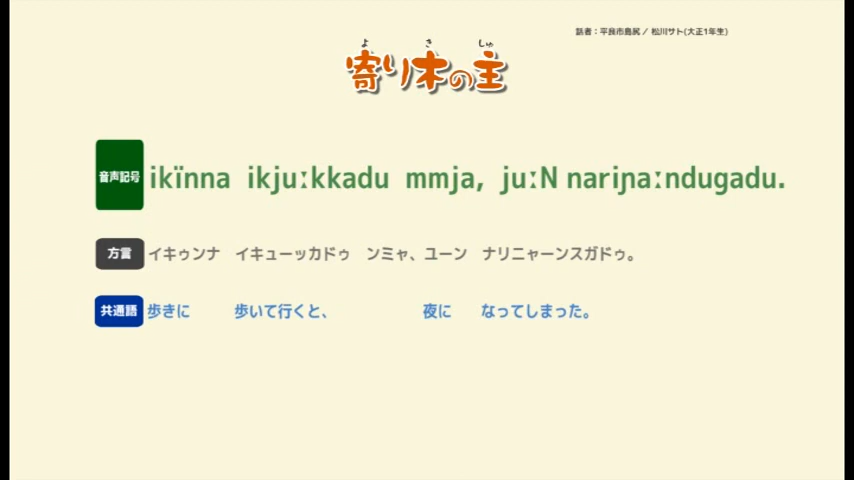 話者：平良市島尻 / 松川サト(大正1年生)
よ さ しゅ
寄り木の主
音声記号 ikïnna ikjuːkkadu mmja, juːN nariɲaːndugadu.
方言 イキゥンナ イキューッカドゥ ンミャ、ユーン ナリニャーンスガドゥ。
共通語 歩きに 歩いて行くと、 夜に なってしまった。